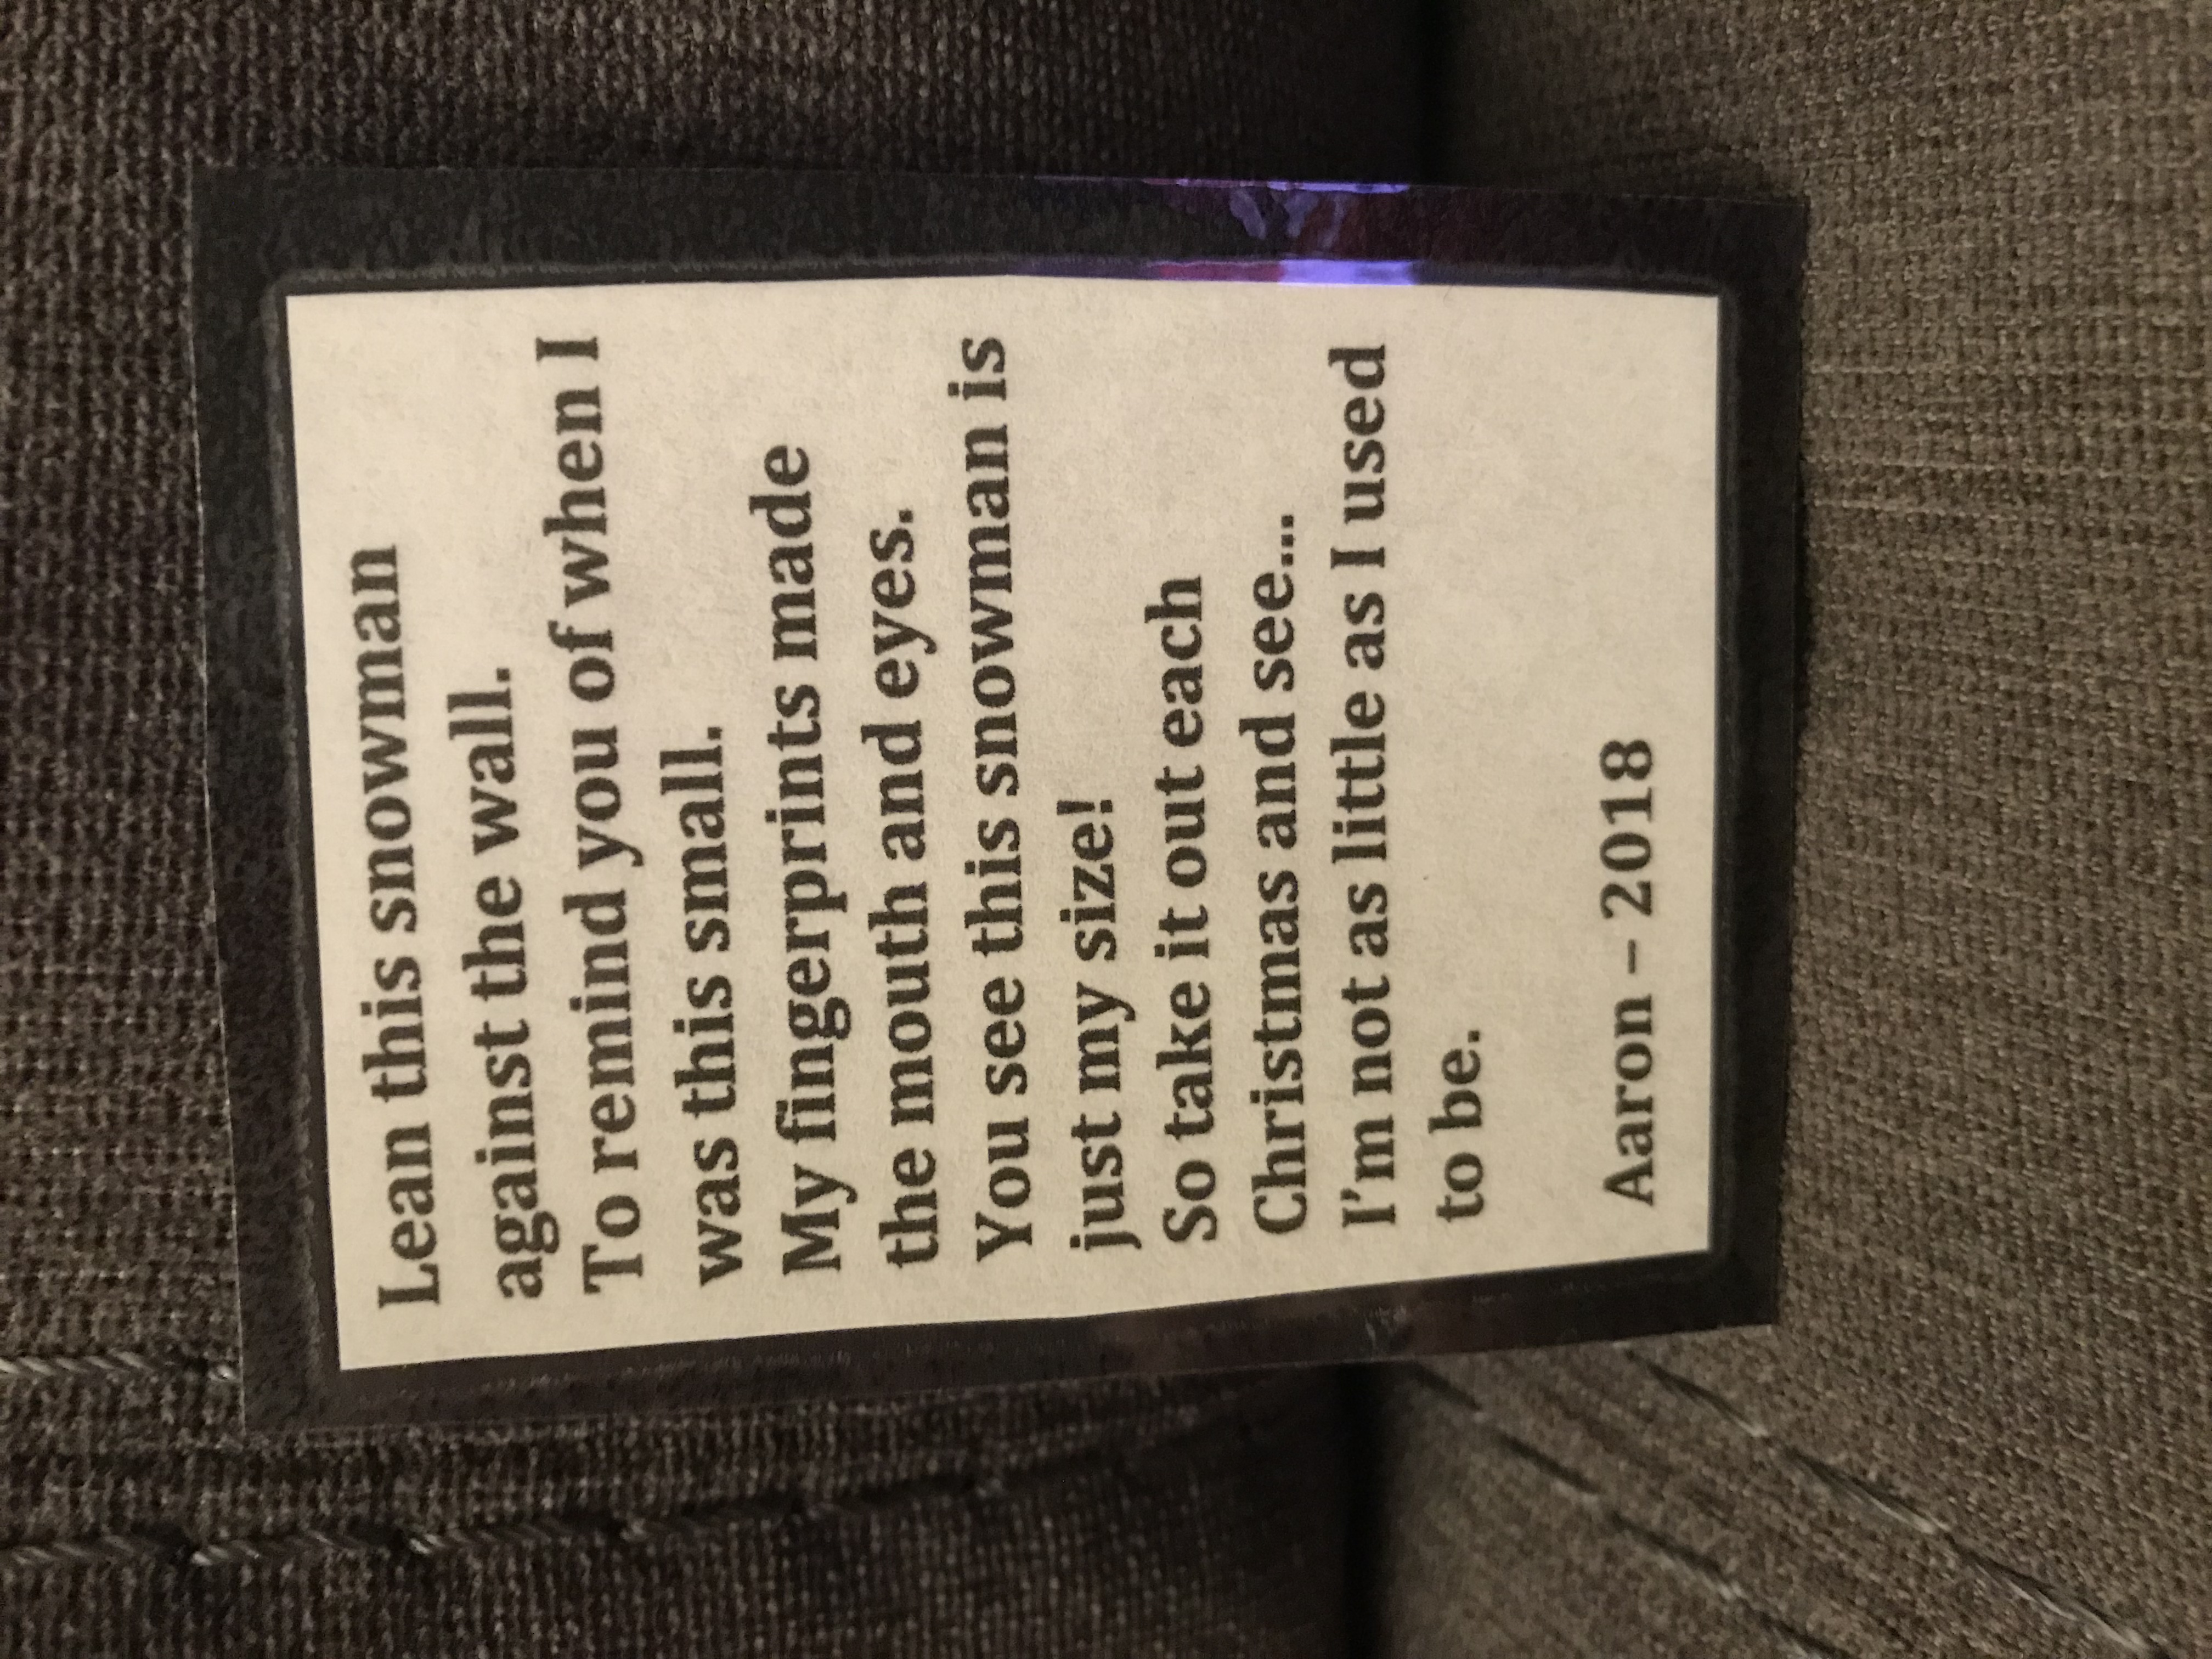 Lean this snowman
against the wall.
To remind you of when I
was this small.
My fingerprints made
the mouth and eyes.
You see this snowman is
just my size!
So take it out each
Christmas and see...
I'm not as little as I used
to be.
Aaron – 2018